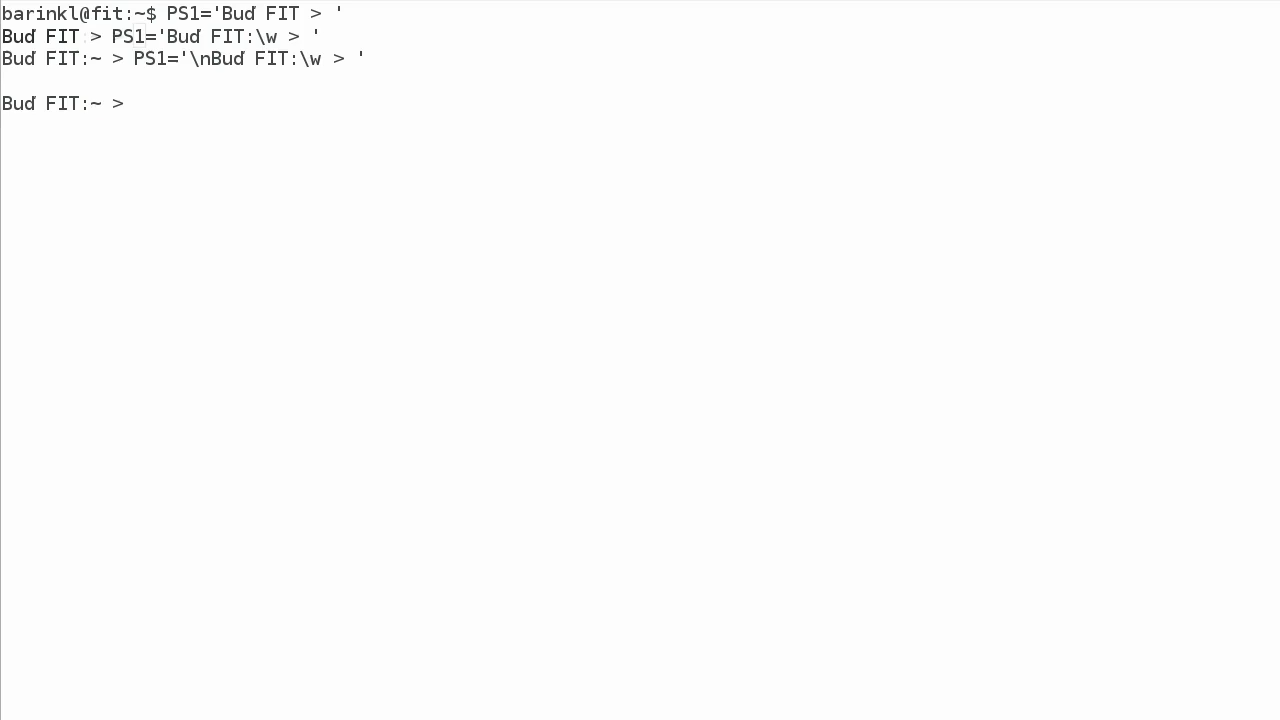 barinkl@fit:~$ PS1='Buď FIT > '
Buď FIT > PS1='Buď FIT:\w > '
Buď FIT:~ > PS1='\nBuď FIT:\w > '

Buď FIT:~ >